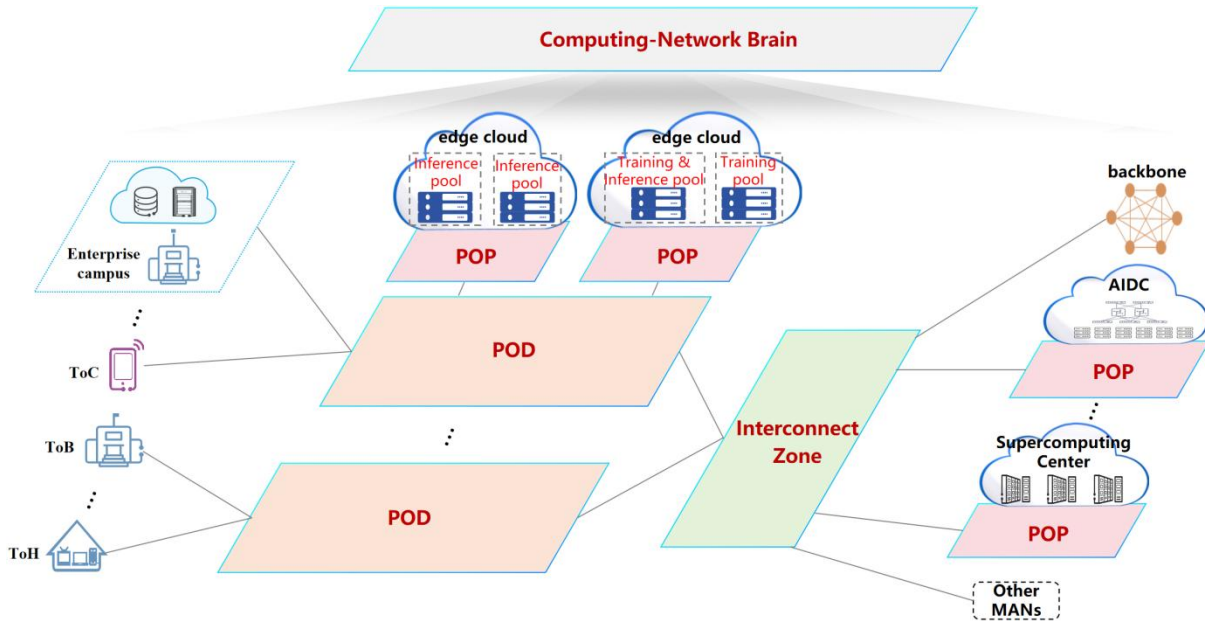 Computing-Network Brain
edge cloud
Inference
pool
Inference
pool
edge cloud
Training &
Inference pool
Training
pool
backbone
Enterprise
campus
POP
POP
AIDC
POD
POP
ToC
Interconnect
Zone
ToB
Supercomputing
Center
POD
POP
ToH
Other
MANs